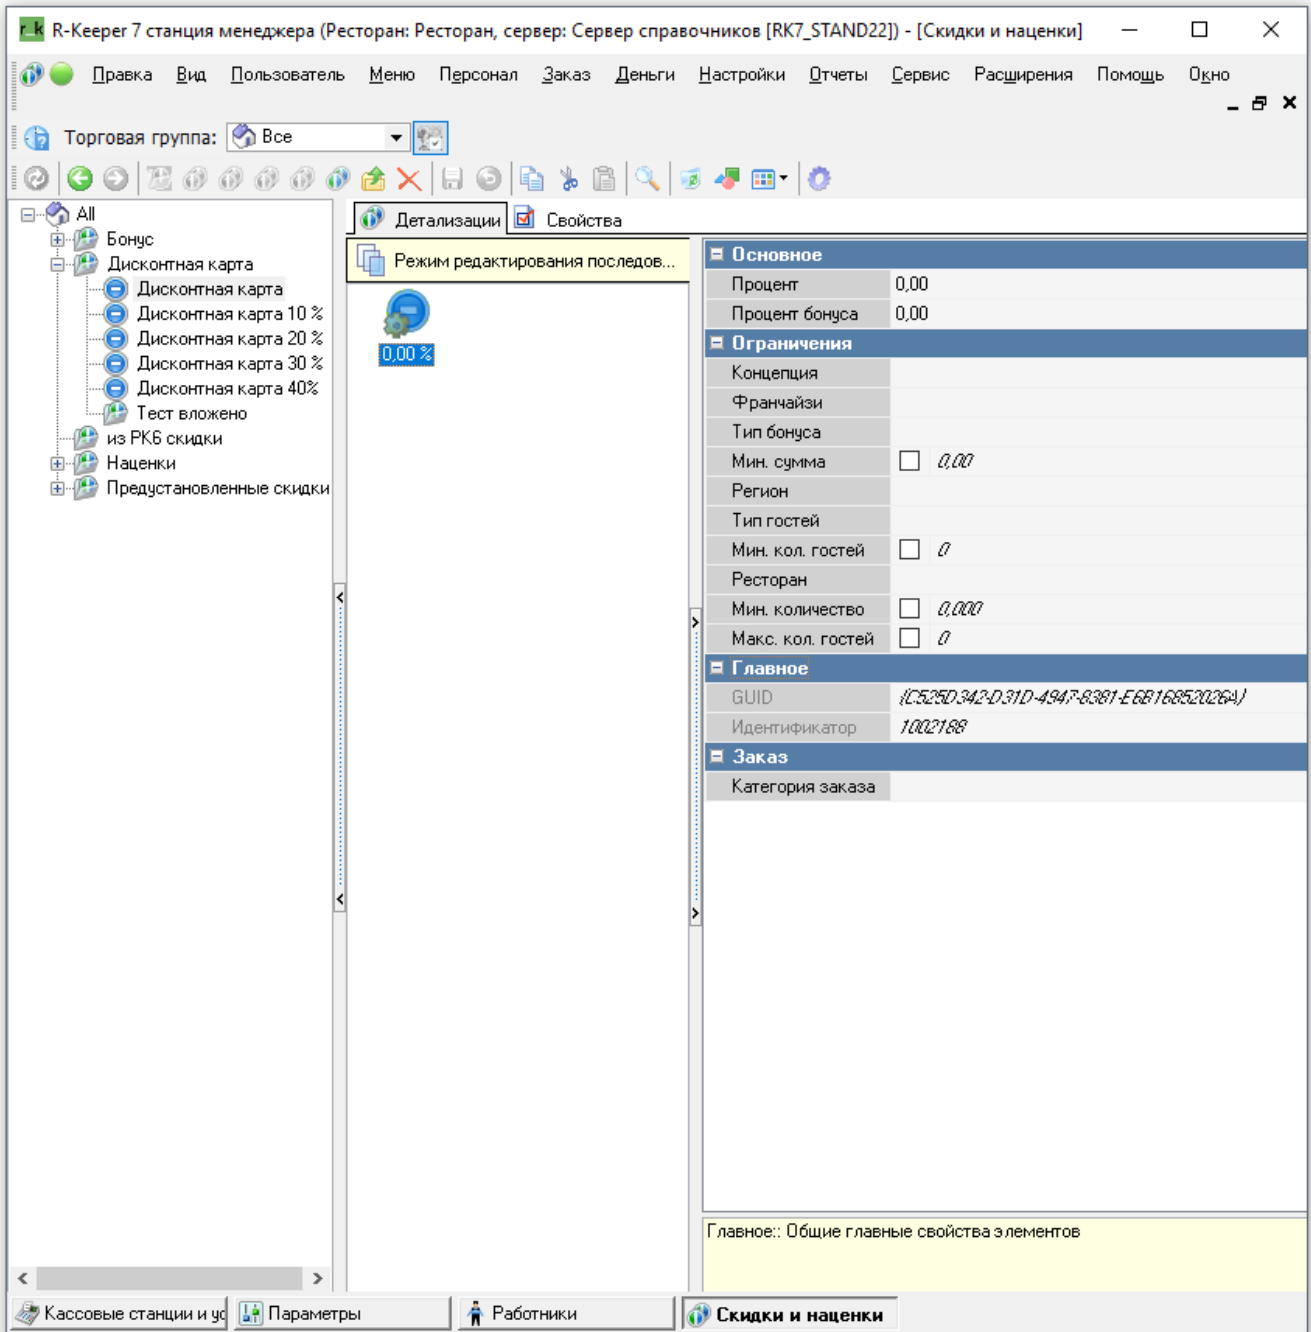 r_k R-Keeper 7 станция менеджера (Ресторан: Ресторан, сервер: Сервер справочников [RK7_STAND22]) - [Скидки и наценки]
Правка Вид Пользователь Меню Персонал Заказ Деньги Настройки Отчеты Сервис Расширения Помощь Окно
Торговая группа: Все
All
Бонус
Дисконтная карта
Дисконтная карта
Дисконтная карта 10 %
Дисконтная карта 20 %
Дисконтная карта 30 %
Дисконтная карта 40%
Тест вложено
из РК6 скидки
Наценки
Предустановленные скидки
Детализации Свойства
Режим редактирования последов...
0,00 %
Основное
Процент 0,00
Процент бонуса 0,00
Ограничения
Концепция
Франчайзи
Тип бонуса
Мин. сумма 0,00
Регион
Тип гостей
Мин. кол. гостей 0
Ресторан
Мин. количество 0,000
Макс. кол. гостей 0
Главное
GUID {C525D342-D31D-4947-8381-E6B16852026A}
Идентификатор 1002188
Заказ
Категория заказа
Главное:: Общие главные свойства элементов
Кассовые станции и ус Параметры Работники Скидки и наценки